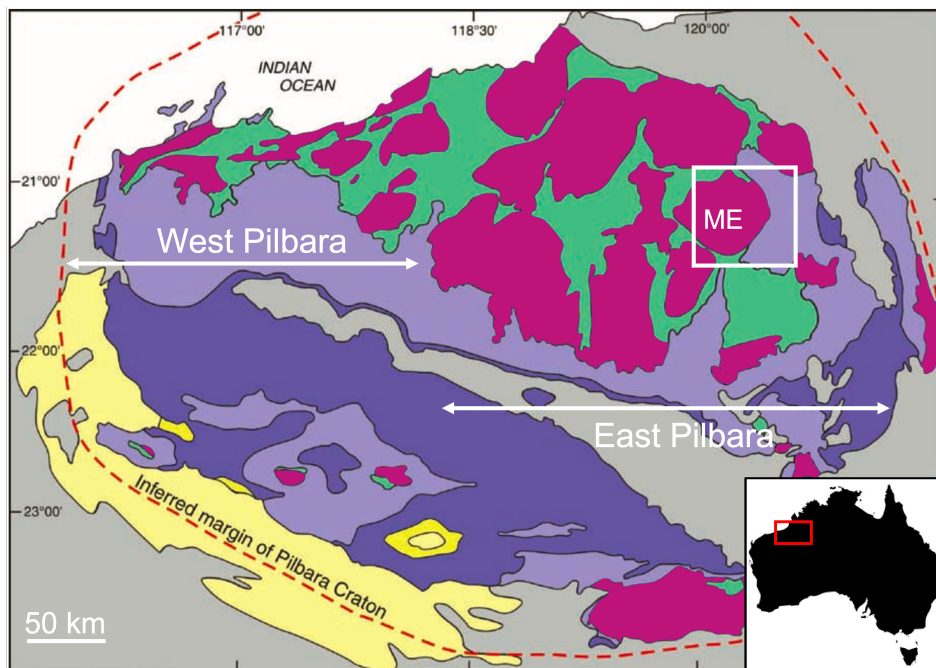 117°00'
118°30'
120°00'
INDIAN
OCEAN
21°00'
ME
West Pilbara
22°00'
East Pilbara
23°00'
Inferred margin of Pilbara Craton
50 km